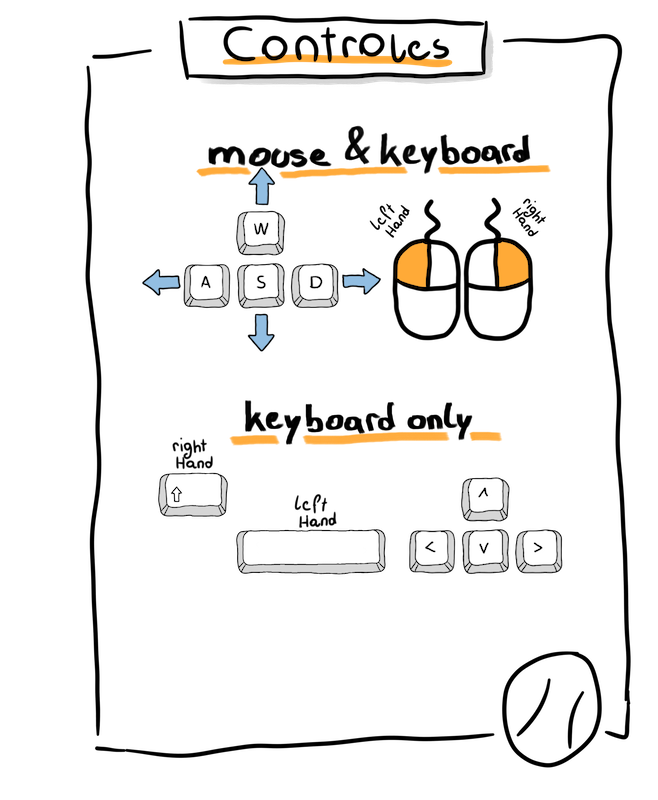 Controles
mouse & keyboard
W
A S D
left
Hand
right
Hand
keyboard only
right
Hand
⇧
left
Hand
^
< v >